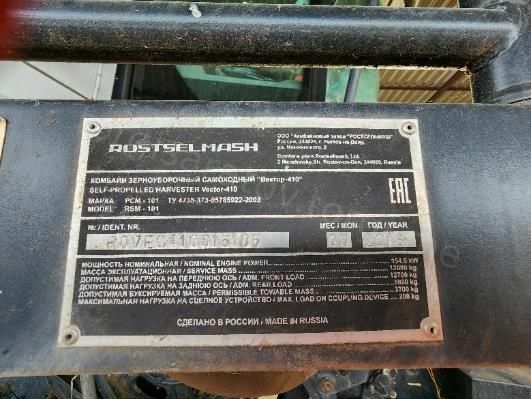 ROSTSELMASH
ООО "Комбайновый завод "РОСТСЕЛЬМАШ"
Россия, 344029, г. Ростов-на-Дону,
ул. Менжинского, 2
Combine plant Rostselmash, Ltd.
2 Menzhinsky Str., Rostov-on-Don, 344029, Russia
КОМБАЙН ЗЕРНОУБОРОЧНЫЙ САМОХОДНЫЙ "Вектор-410"
SELF-PROPELLED HARVESTER Vector-410
МАРКА РСМ - 101 ТУ 4735-373-05785922-2003
MODEL RSM - 101
EAC
№ / IDENT. NR. МЕС / MON ГОД / YEAR
МОЩНОСТЬ НОМИНАЛЬНАЯ / NOMINAL ENGINE POWER 154.5 kW
МАССА ЭКСПЛУАТАЦИОННАЯ / SERVICE MASS 12080 kg
ДОПУСТИМАЯ НАГРУЗКА НА ПЕРЕДНЮЮ ОСЬ / ADM. FRONT LOAD 12700 kg
ДОПУСТИМАЯ НАГРУЗКА НА ЗАДНЮЮ ОСЬ / ADM. REAR LOAD 5800 kg
ДОПУСТИМАЯ БУКСИРУЕМАЯ МАССА / PERMISSIBLE TOWABLE MASS 3700 kg
МАКСИМАЛЬНАЯ НАГРУЗКА НА СЦЕПНОЕ УСТРОЙСТВО / MAX. LOAD ON COUPLING DEVICE - 200 kg
СДЕЛАНО В РОССИИ / MADE IN RUSSIA